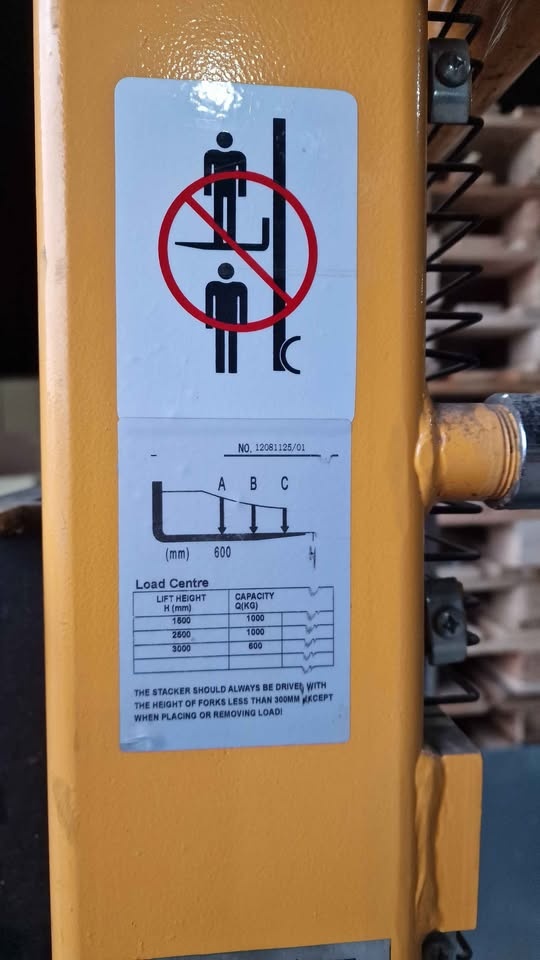 NO. 12081125/01
A B C
(mm) 600
Load Centre
LIFT HEIGHT H (mm) CAPACITY Q(KG)
1500 1000
2500 1000
3000 600
THE STACKER SHOULD ALWAYS BE DRIVEN WITH
THE HEIGHT OF FORKS LESS THAN 300MM EXCEPT
WHEN PLACING OR REMOVING LOAD!